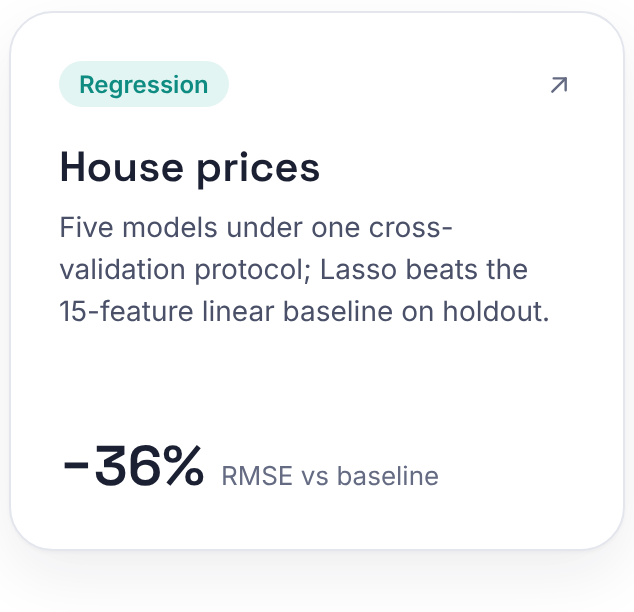 Regression
House prices
Five models under one cross-
validation protocol; Lasso beats the
15-feature linear baseline on holdout.
−36% RMSE vs baseline